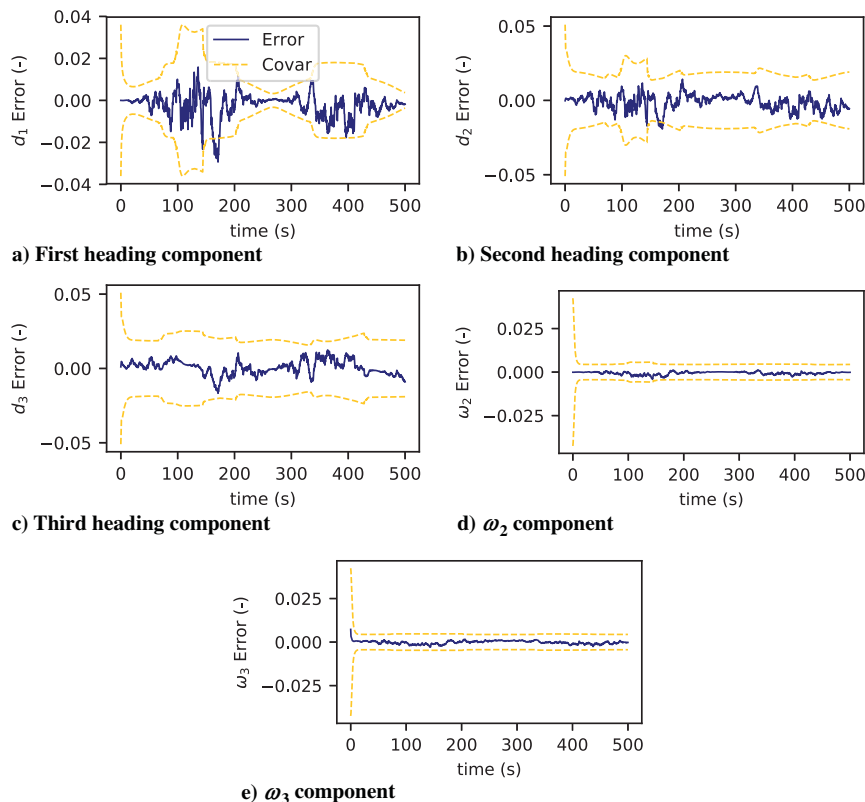 0.04
0.02
0.00
−0.02
−0.04
d1 Error (-)
Error
Covar
0 100 200 300 400 500
time (s)
a) First heading component
0.05
0.00
−0.05
d2 Error (-)
0 100 200 300 400 500
time (s)
b) Second heading component
0.05
0.00
−0.05
d3 Error (-)
0 100 200 300 400 500
time (s)
c) Third heading component
0.025
0.000
−0.025
ω2 Error (-)
0 100 200 300 400 500
time (s)
d) ω2 component
0.025
0.000
−0.025
ω3 Error (-)
0 100 200 300 400 500
time (s)
e) ω3 component